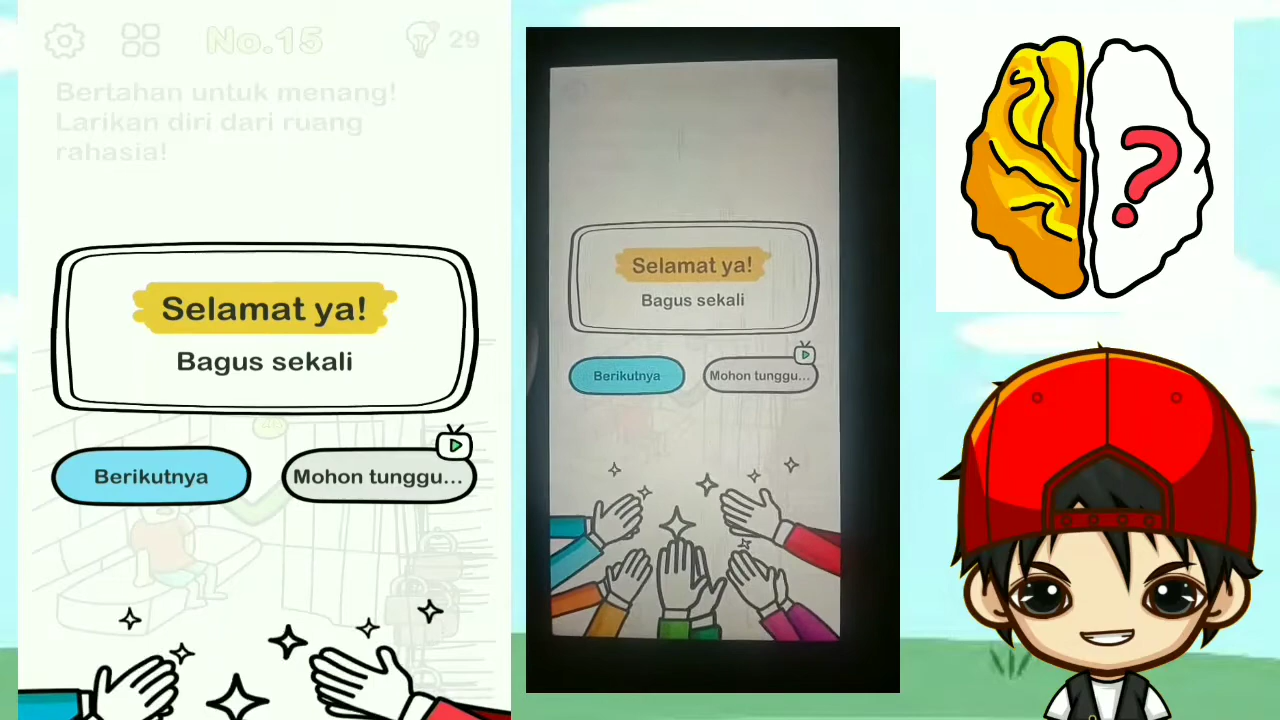 No.15
29
Bertahan untuk menang!
Larikan diri dari ruang
rahasia!
Selamat ya!
Bagus sekali
Berikutnya
Mohon tunggu...
Selamat ya!
Bagus sekali
Berikutnya
Mohon tunggu...
?